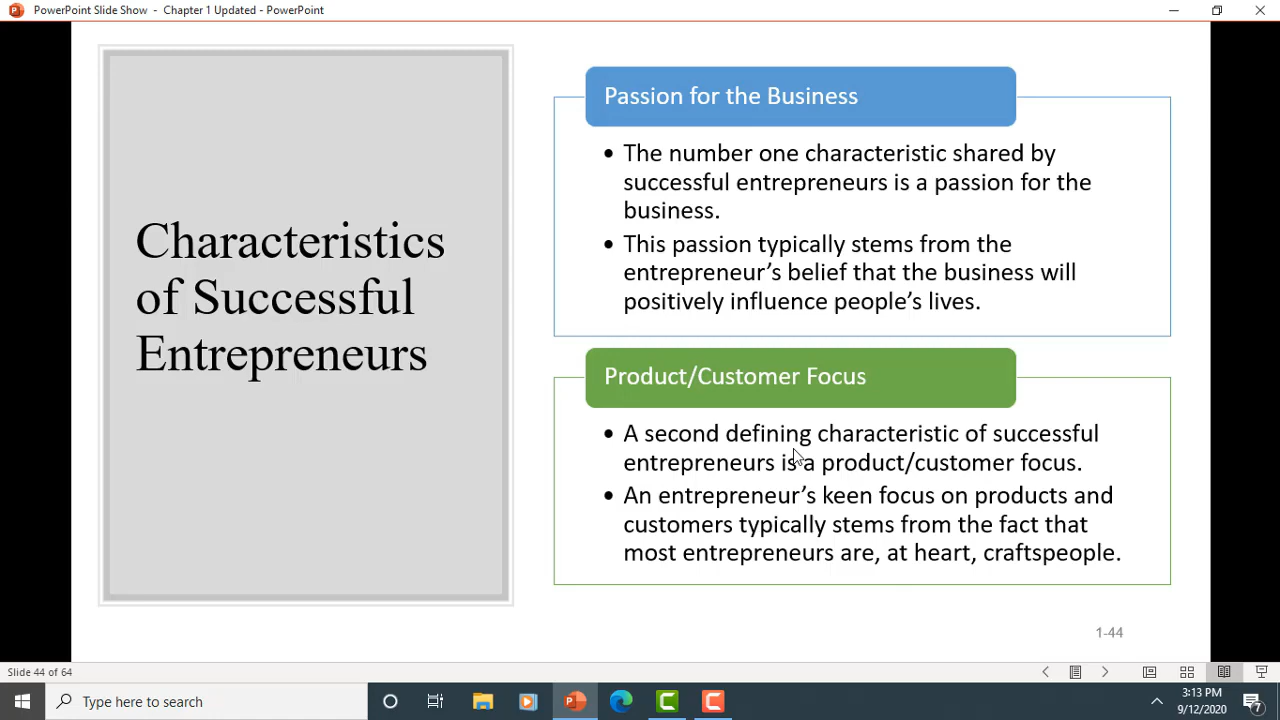 PowerPoint Slide Show - Chapter 1 Updated - PowerPoint
Characteristics
of Successful
Entrepreneurs
Passion for the Business
• The number one characteristic shared by
successful entrepreneurs is a passion for the
business.
• This passion typically stems from the
entrepreneur’s belief that the business will
positively influence people’s lives.
Product/Customer Focus
• A second defining characteristic of successful
entrepreneurs is a product/customer focus.
• An entrepreneur’s keen focus on products and
customers typically stems from the fact that
most entrepreneurs are, at heart, craftspeople.
1-44
Slide 44 of 64
Type here to search
3:13 PM
9/12/2020
7